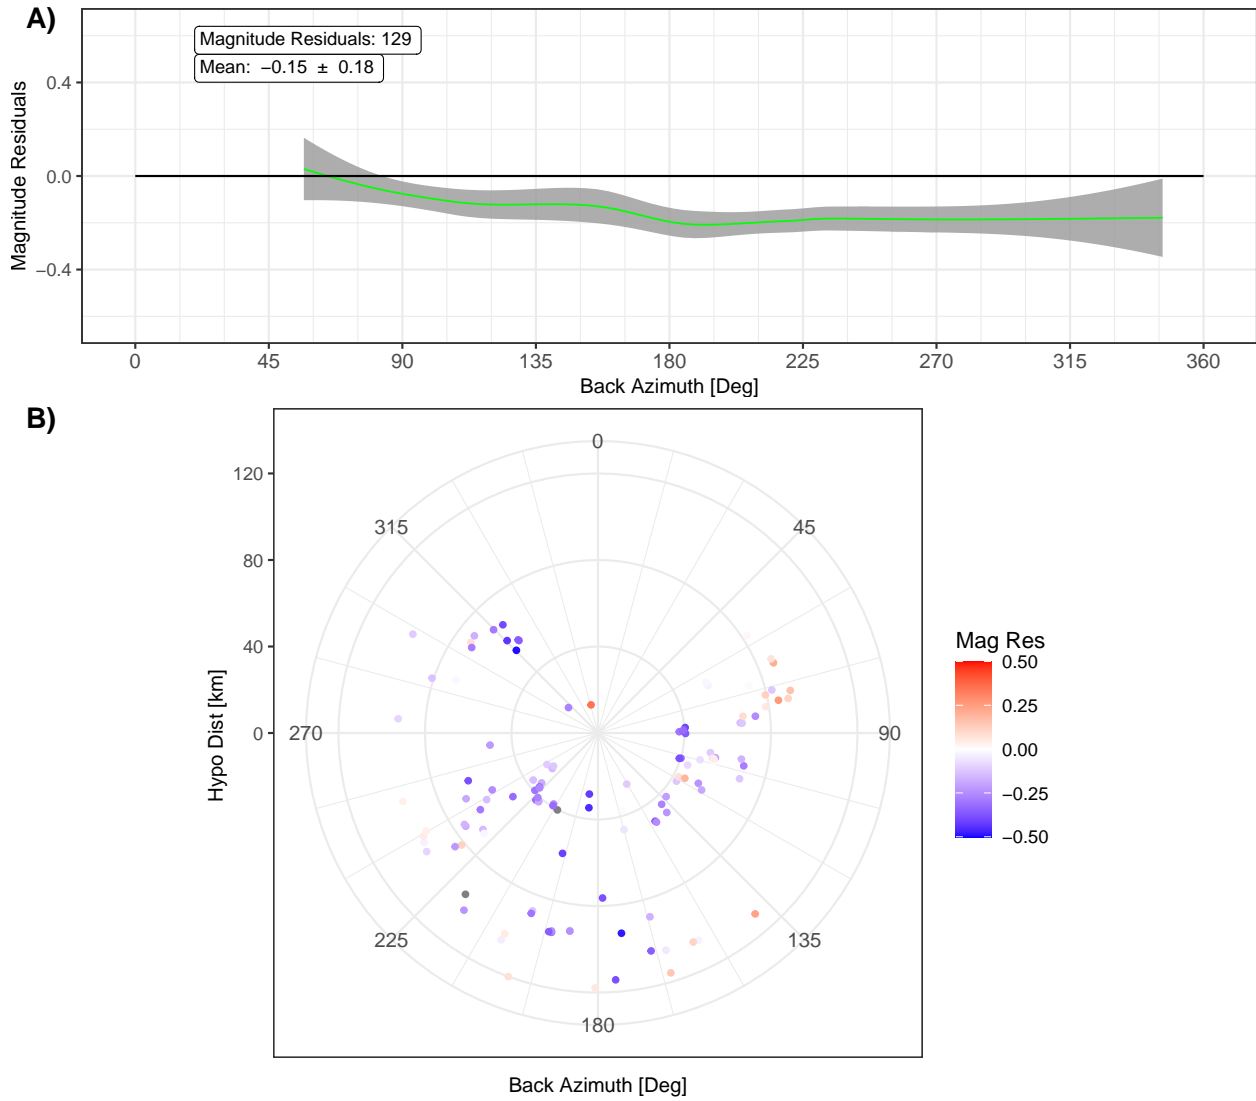 A)
Magnitude Residuals: 129
Mean:  −0.15  ±  0.18
0.4
0.0
−0.4
Magnitude Residuals
0 45 90 135 180 225 270 315 360
Back Azimuth [Deg]
B)
0
45
90
135
180
225
270
315
120
80
40
0
Hypo Dist [km]
Back Azimuth [Deg]
Mag Res
0.50
0.25
0.00
−0.25
−0.50